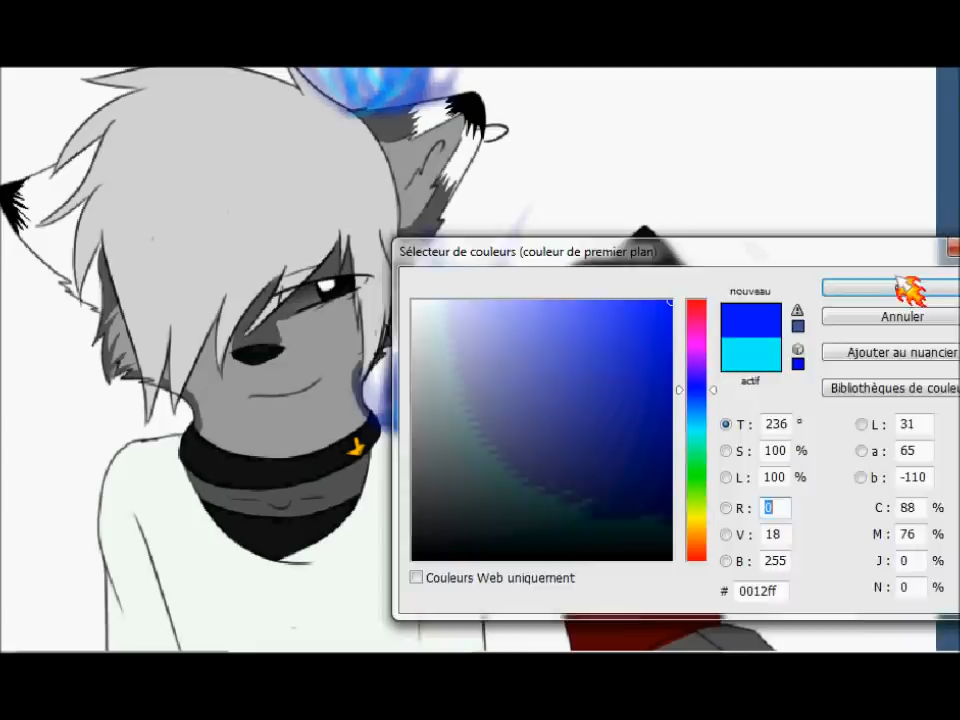 Sélecteur de couleurs (couleur de premier plan)
nouveau
actif
Annuler
Ajouter au nuancier
Bibliothèques de couleu
T : 236 °
S : 100 %
L : 100 %
R : 0
V : 18
B : 255
# 0012ff
L : 31
a : 65
b : -110
C : 88 %
M : 76 %
J : 0 %
N : 0 %
Couleurs Web uniquement